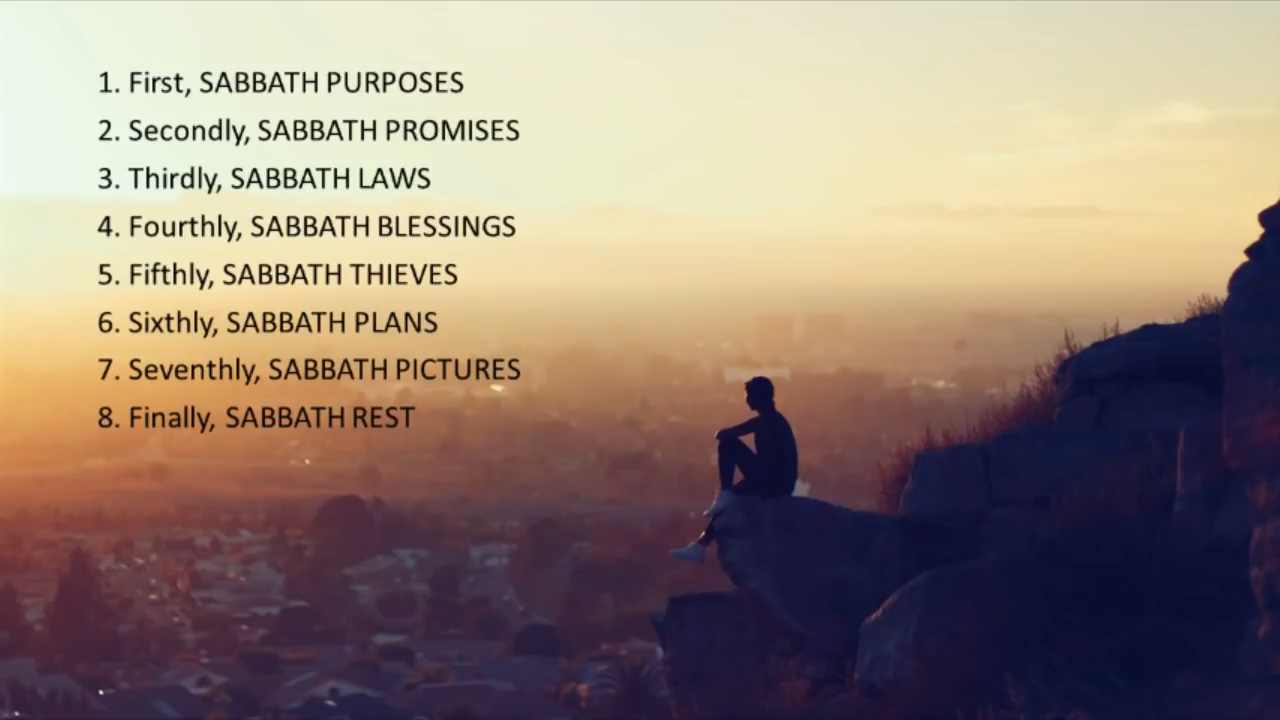 1. First, SABBATH PURPOSES
2. Secondly, SABBATH PROMISES
3. Thirdly, SABBATH LAWS
4. Fourthly, SABBATH BLESSINGS
5. Fifthly, SABBATH THIEVES
6. Sixthly, SABBATH PLANS
7. Seventhly, SABBATH PICTURES
8. Finally, SABBATH REST